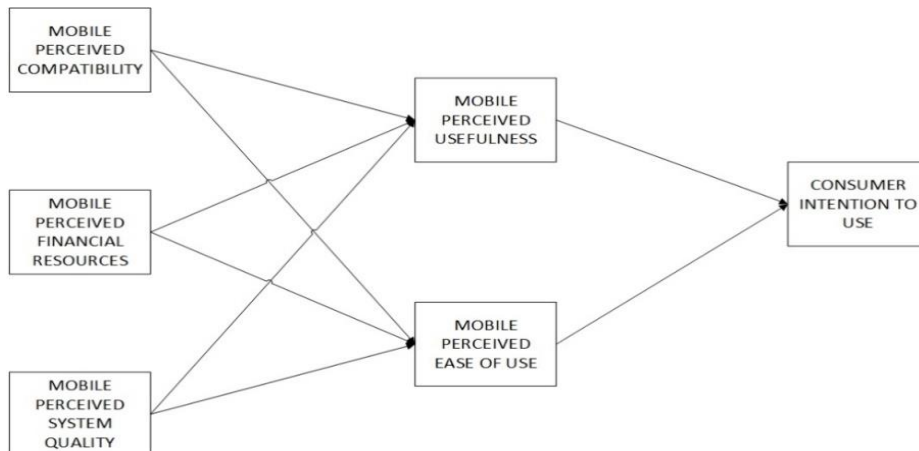 MOBILE
PERCEIVED
COMPATIBILITY
MOBILE
PERCEIVED
FINANCIAL
RESOURCES
MOBILE
PERCEIVED
SYSTEM
QUALITY
MOBILE
PERCEIVED
USEFULNESS
MOBILE
PERCEIVED
EASE OF USE
CONSUMER
INTENTION TO
USE